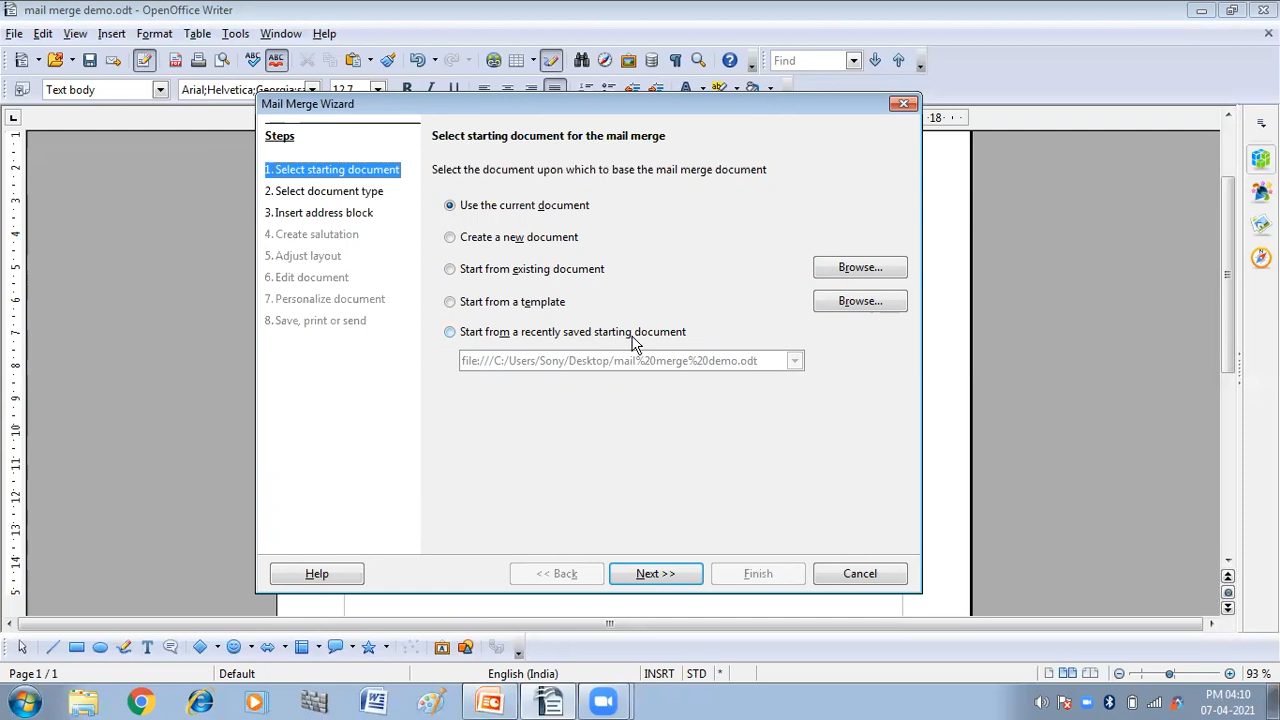 mail merge demo.odt - OpenOffice Writer
File Edit View Insert Format Table Tools Window Help
Find
Text body
Arial;Helvetica;Georgia;
12.7
18
Mail Merge Wizard
Steps
1. Select starting document
2. Select document type
3. Insert address block
4. Create salutation
5. Adjust layout
6. Edit document
7. Personalize document
8. Save, print or send
Select starting document for the mail merge
Select the document upon which to base the mail merge document
Use the current document
Create a new document
Start from existing document
Browse...
Start from a template
Browse...
Start from a recently saved starting document
file:///C:/Users/Sony/Desktop/mail%20merge%20demo.odt
Help
<< Back
Next >>
Finish
Cancel
Page 1 / 1
Default
English (India)
INSRT
STD
*
93 %
PM 04:10
07-04-2021